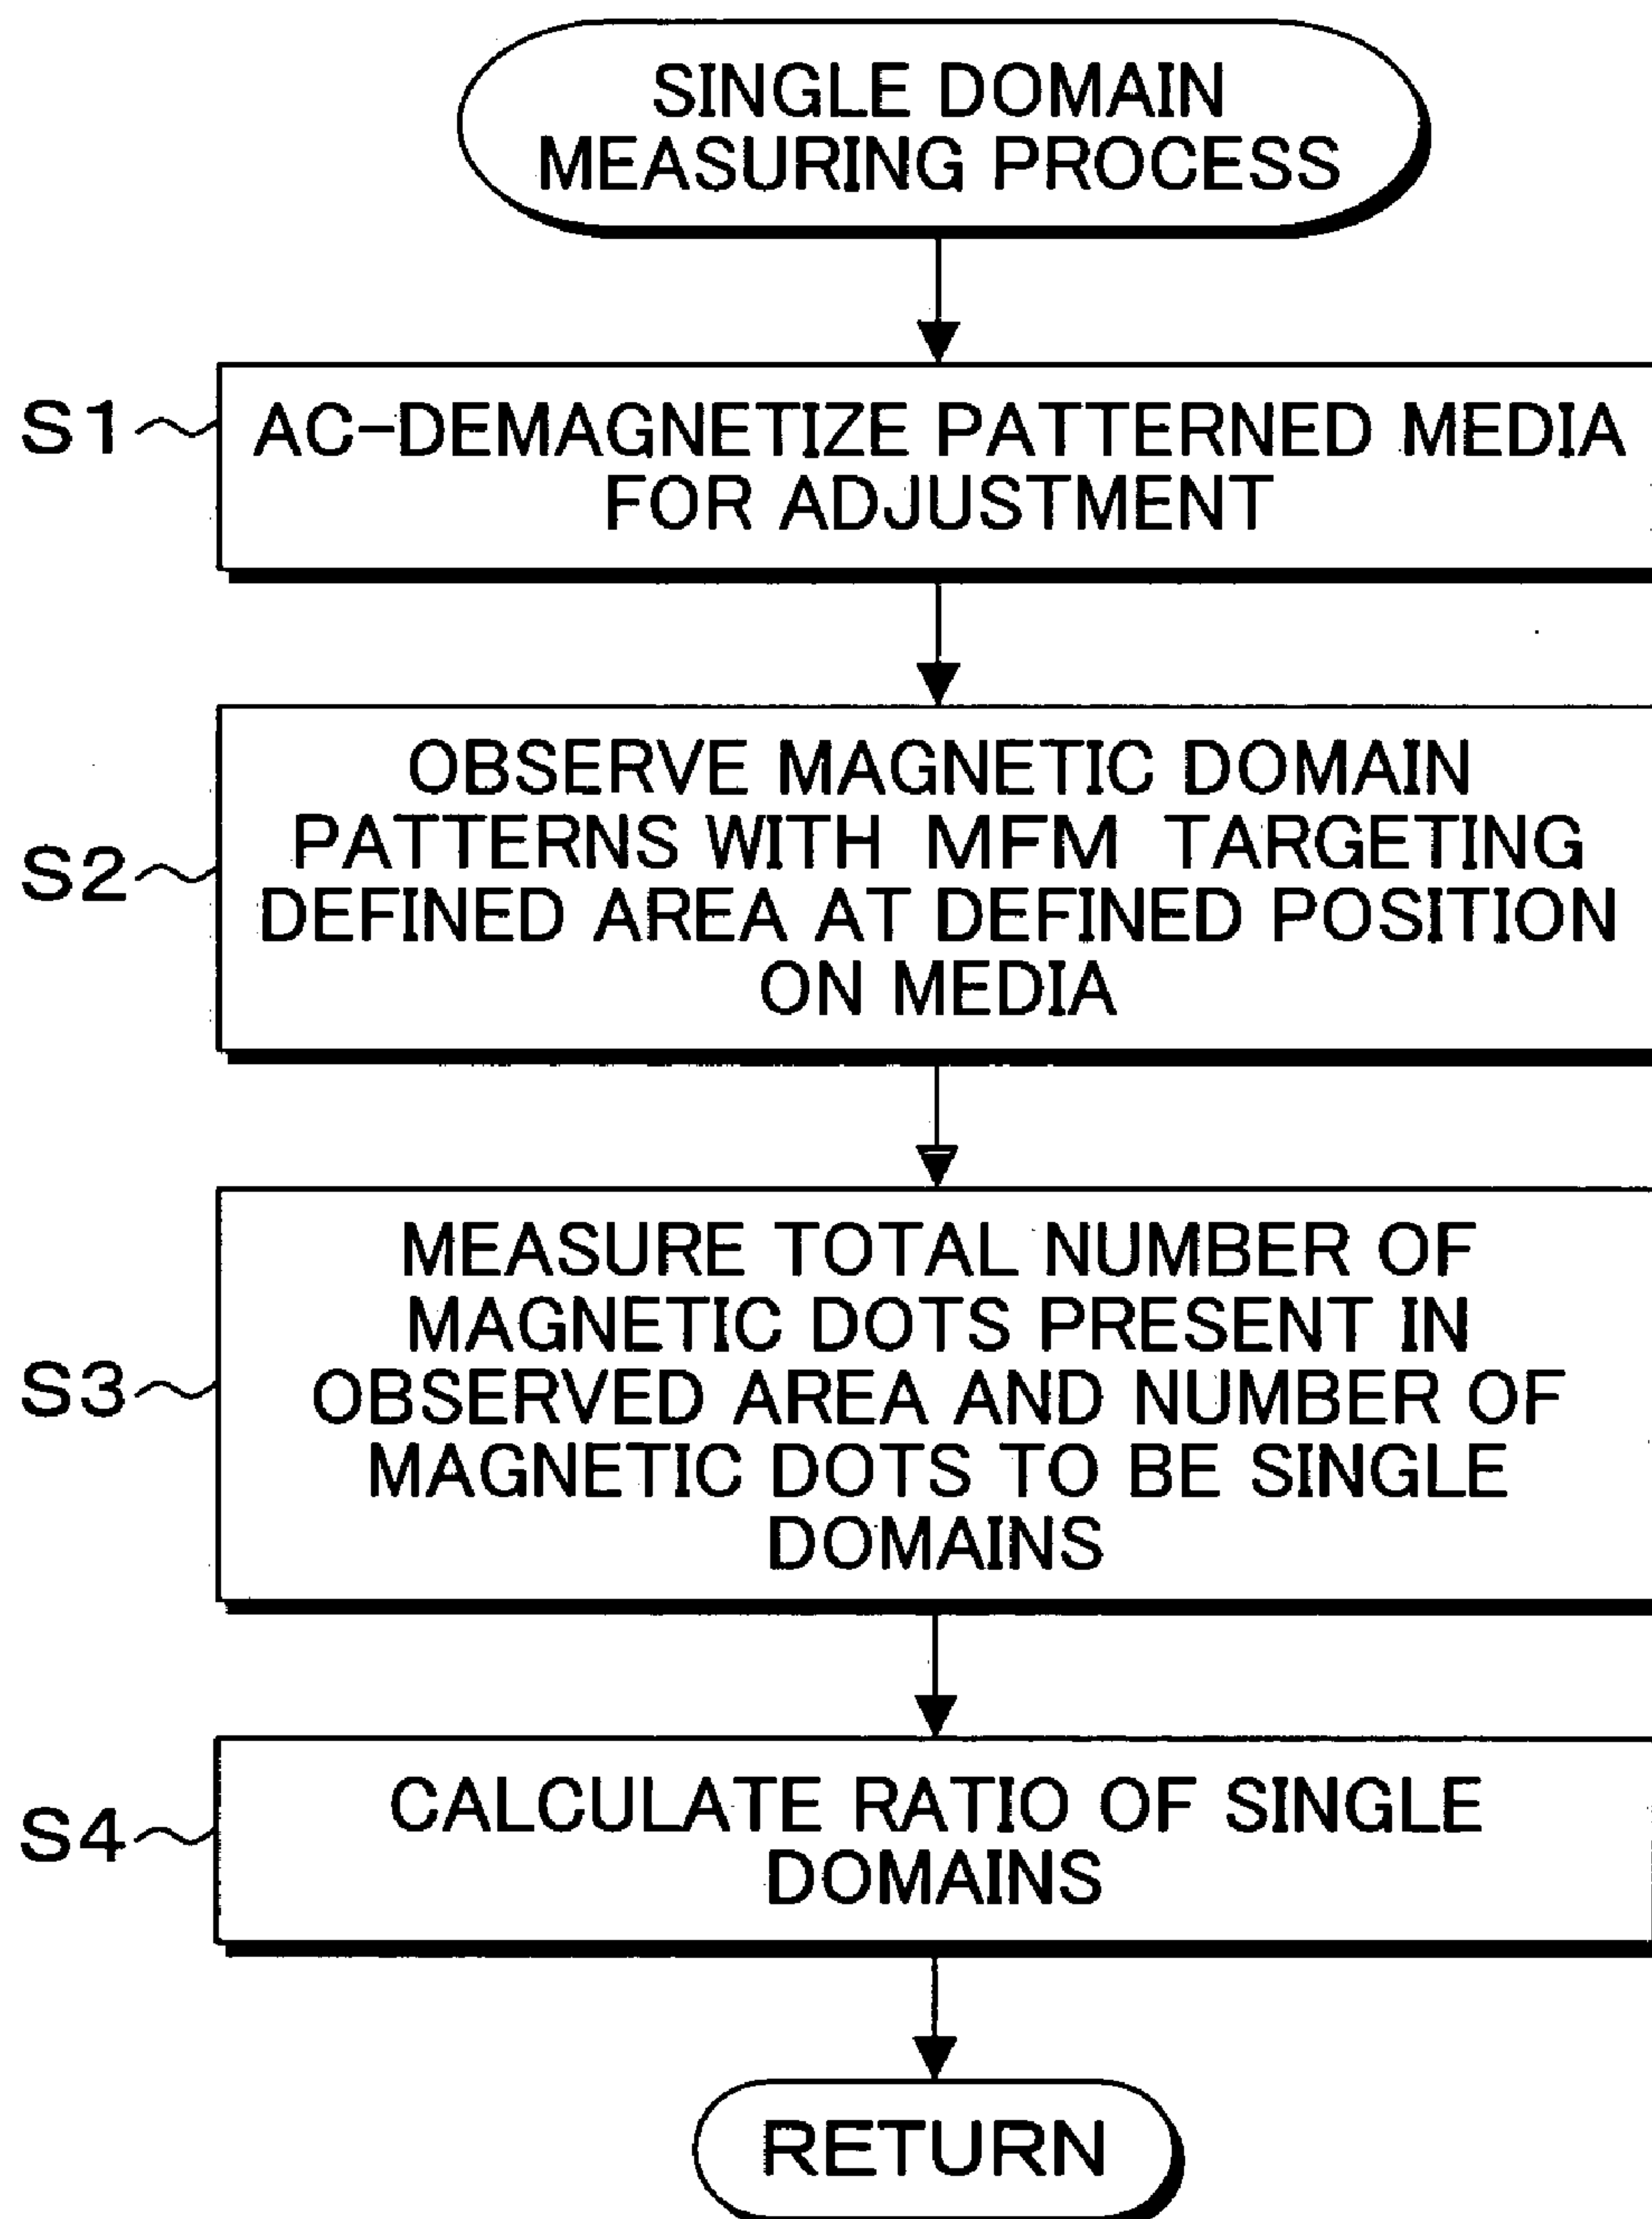 SINGLE DOMAIN
MEASURING PROCESS
S1
AC-DEMAGNETIZE PATTERNED MEDIA
FOR ADJUSTMENT
S2
OBSERVE MAGNETIC DOMAIN
PATTERNS WITH MFM TARGETING
DEFINED AREA AT DEFINED POSITION
ON MEDIA
S3
MEASURE TOTAL NUMBER OF
MAGNETIC DOTS PRESENT IN
OBSERVED AREA AND NUMBER OF
MAGNETIC DOTS TO BE SINGLE
DOMAINS
S4
CALCULATE RATIO OF SINGLE
DOMAINS
RETURN